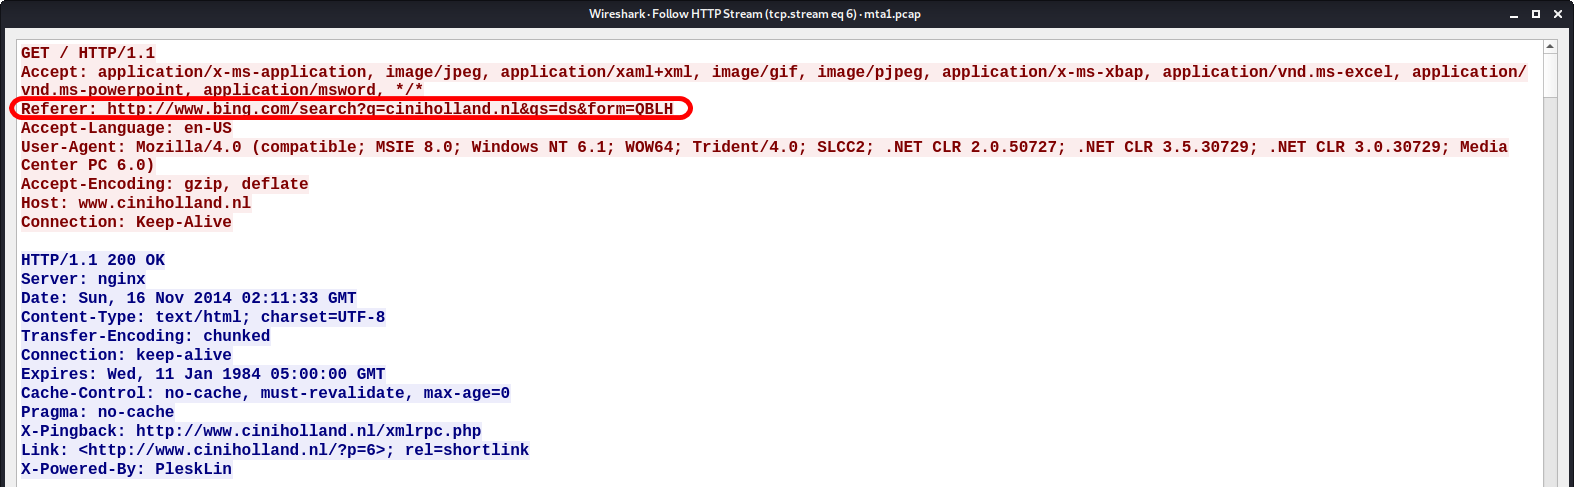 Wireshark · Follow HTTP Stream (tcp.stream eq 6) · mta1.pcap
GET / HTTP/1.1
Accept: application/x-ms-application, image/jpeg, application/xaml+xml, image/gif, image/pjpeg, application/x-ms-xbap, application/vnd.ms-excel, application/
vnd.ms-powerpoint, application/msword, */*
Referer: http://www.bing.com/search?q=ciniholland.nl&qs=ds&form=QBLH
Accept-Language: en-US
User-Agent: Mozilla/4.0 (compatible; MSIE 8.0; Windows NT 6.1; WOW64; Trident/4.0; SLCC2; .NET CLR 2.0.50727; .NET CLR 3.5.30729; .NET CLR 3.0.30729; Media
Center PC 6.0)
Accept-Encoding: gzip, deflate
Host: www.ciniholland.nl
Connection: Keep-Alive
HTTP/1.1 200 OK
Server: nginx
Date: Sun, 16 Nov 2014 02:11:33 GMT
Content-Type: text/html; charset=UTF-8
Transfer-Encoding: chunked
Connection: keep-alive
Expires: Wed, 11 Jan 1984 05:00:00 GMT
Cache-Control: no-cache, must-revalidate, max-age=0
Pragma: no-cache
X-Pingback: http://www.ciniholland.nl/xmlrpc.php
Link: <http://www.ciniholland.nl/?p=6>; rel=shortlink
X-Powered-By: PleskLin